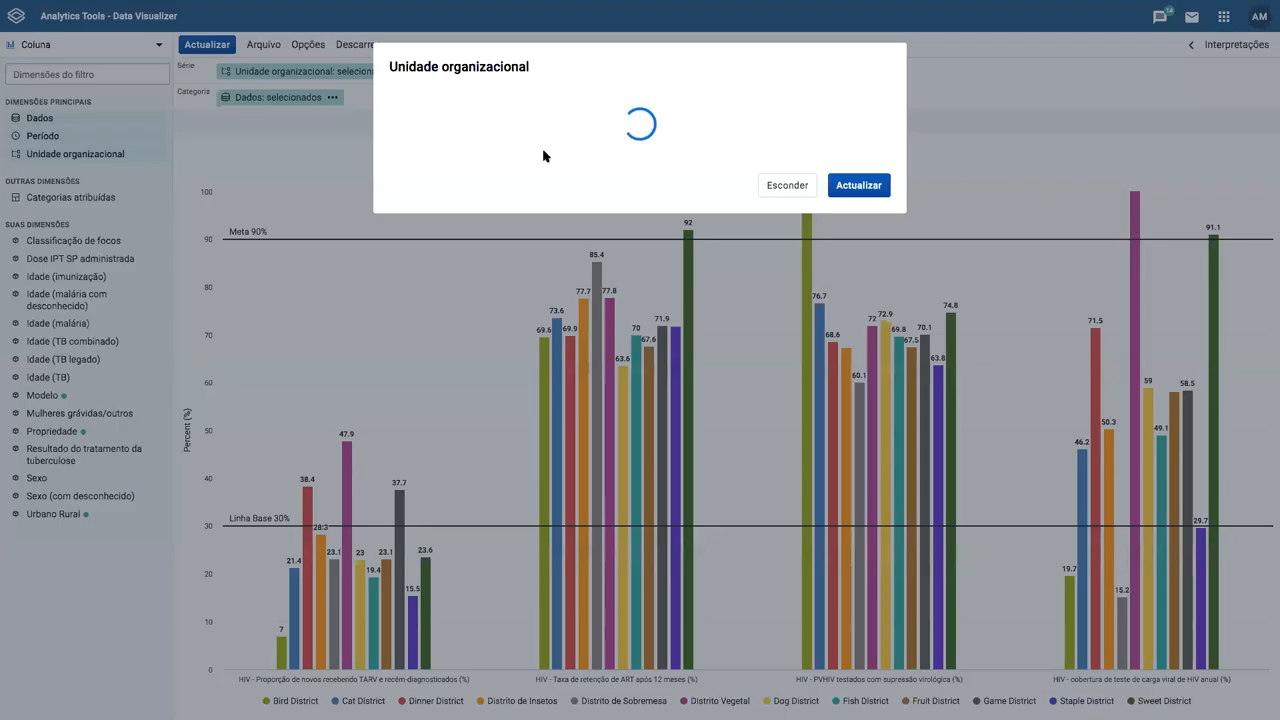 Analytics Tools - Data Visualizer
14
AM
Coluna
Actualizar
Arquivo
Opções
Descarre
Interpretações
Dimensões do filtro
DIMENSÕES PRINCIPAIS
Dados
Período
Unidade organizacional
OUTRAS DIMENSÕES
Categorias atribuídas
SUAS DIMENSÕES
Classificação de focos
Dose IPT SP administrada
Idade (imunização)
Idade (malária com
desconhecido)
Idade (malária)
Idade (TB combinado)
Idade (TB legado)
Idade (TB)
Modelo
Mulheres grávidas/outros
Propriedade
Resultado do tratamento da
tuberculose
Sexo
Sexo (com desconhecido)
Urbano Rural
Série
Unidade organizacional: seleciona
Categoria
Dados: selecionados
Unidade organizacional
Esconder
Actualizar
Percent (%)
100
90
80
70
60
50
40
30
20
10
0
Meta 90%
Linha Base 30%
7
21.4
38.4
28.3
23.1
47.9
23
19.4
23.1
37.7
15.5
23.6
69.6
73.6
69.9
77.7
85.4
77.8
63.6
70
67.6
71.9
92
76.7
68.6
60.1
72
72.9
69.8
67.5
70.1
63.8
74.8
19.7
46.2
71.5
50.3
15.2
59
49.1
58.5
29.7
91.1
HIV - Proporção de novos recebendo TARV e recém-diagnosticados (%)
HIV - Taxa de retenção de ART após 12 meses (%)
HIV - PVHIV testados com supressão virológica (%)
HIV - cobertura de teste de carga viral de HIV anual (%)
Bird District
Cat District
Dinner District
Distrito de Insetos
Distrito de Sobremesa
Distrito Vegetal
Dog District
Fish District
Fruit District
Game District
Staple District
Sweet District